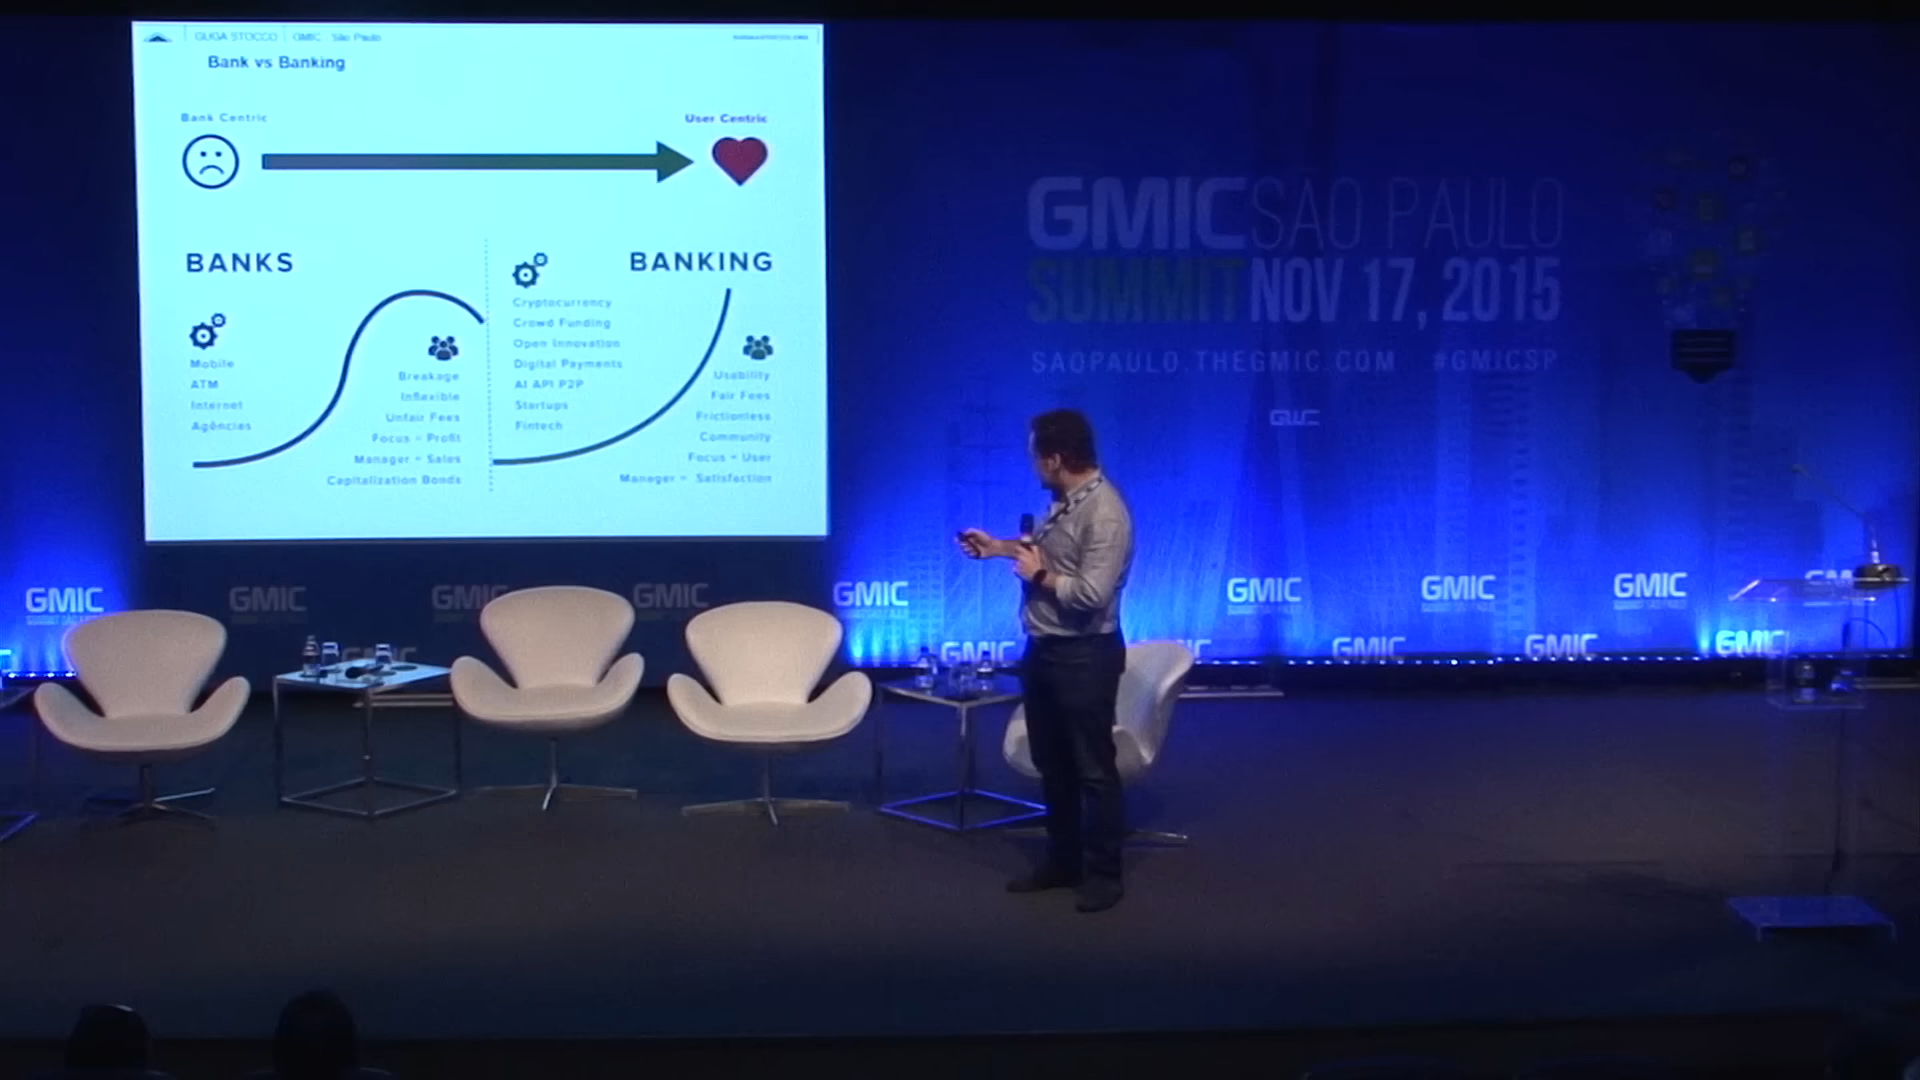 GUGA STOCCO GMIC - São Paulo
Bank vs Banking
Bank Centric
User Centric
BANKS
Mobile
ATM
Internet
Agências
Breakage
Inflexible
Unfair Fees
Focus = Profit
Manager = Sales
Capitalization Bonds
BANKING
Cryptocurrency
Crowd Funding
Open Innovation
Digital Payments
AI API P2P
Startups
Fintech
Usability
Fair Fees
Frictionless
Community
Focus = User
Manager = Satisfaction
GMIC SÃO PAULO
SUMMIT NOV 17, 2015
SAOPAULO.THEGMIC.COM #GMICSP
GWC
GMIC
GMIC
GMIC
GMIC
GMIC
GMIC
GMIC
GMIC
GMIC
GMIC
GMIC
GMIC
GMIC